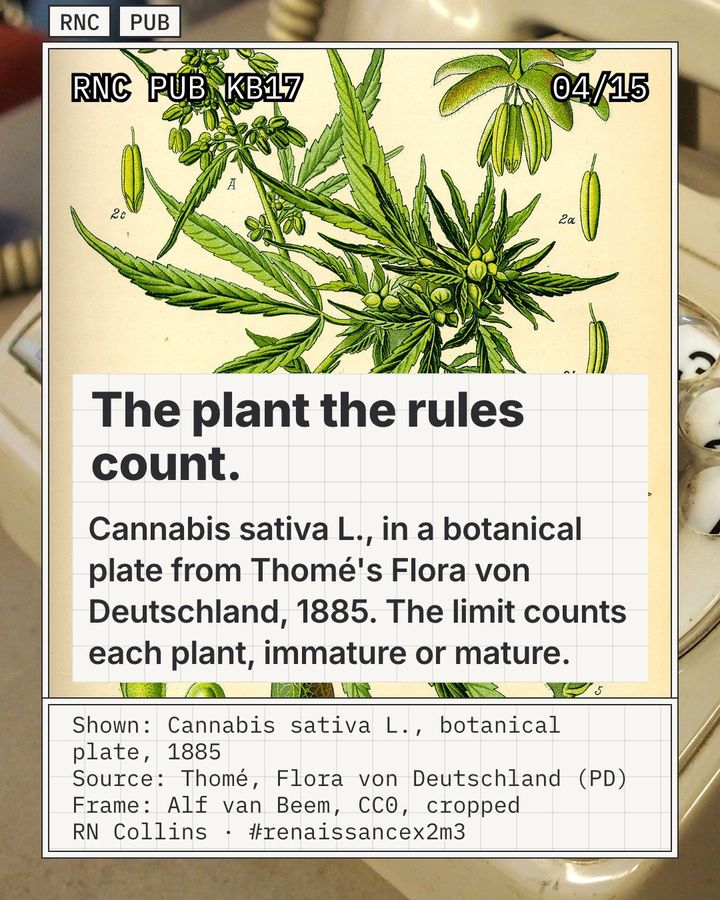 RNC PUB
RNC PUB KB17 04/15
A
2c
2a
The plant the rules
count.
Cannabis sativa L., in a botanical
plate from Thomé's Flora von
Deutschland, 1885. The limit counts
each plant, immature or mature.
5
Shown: Cannabis sativa L., botanical
plate, 1885
Source: Thomé, Flora von Deutschland (PD)
Frame: Alf van Beem, CC0, cropped
RN Collins · #renaissancex2m3